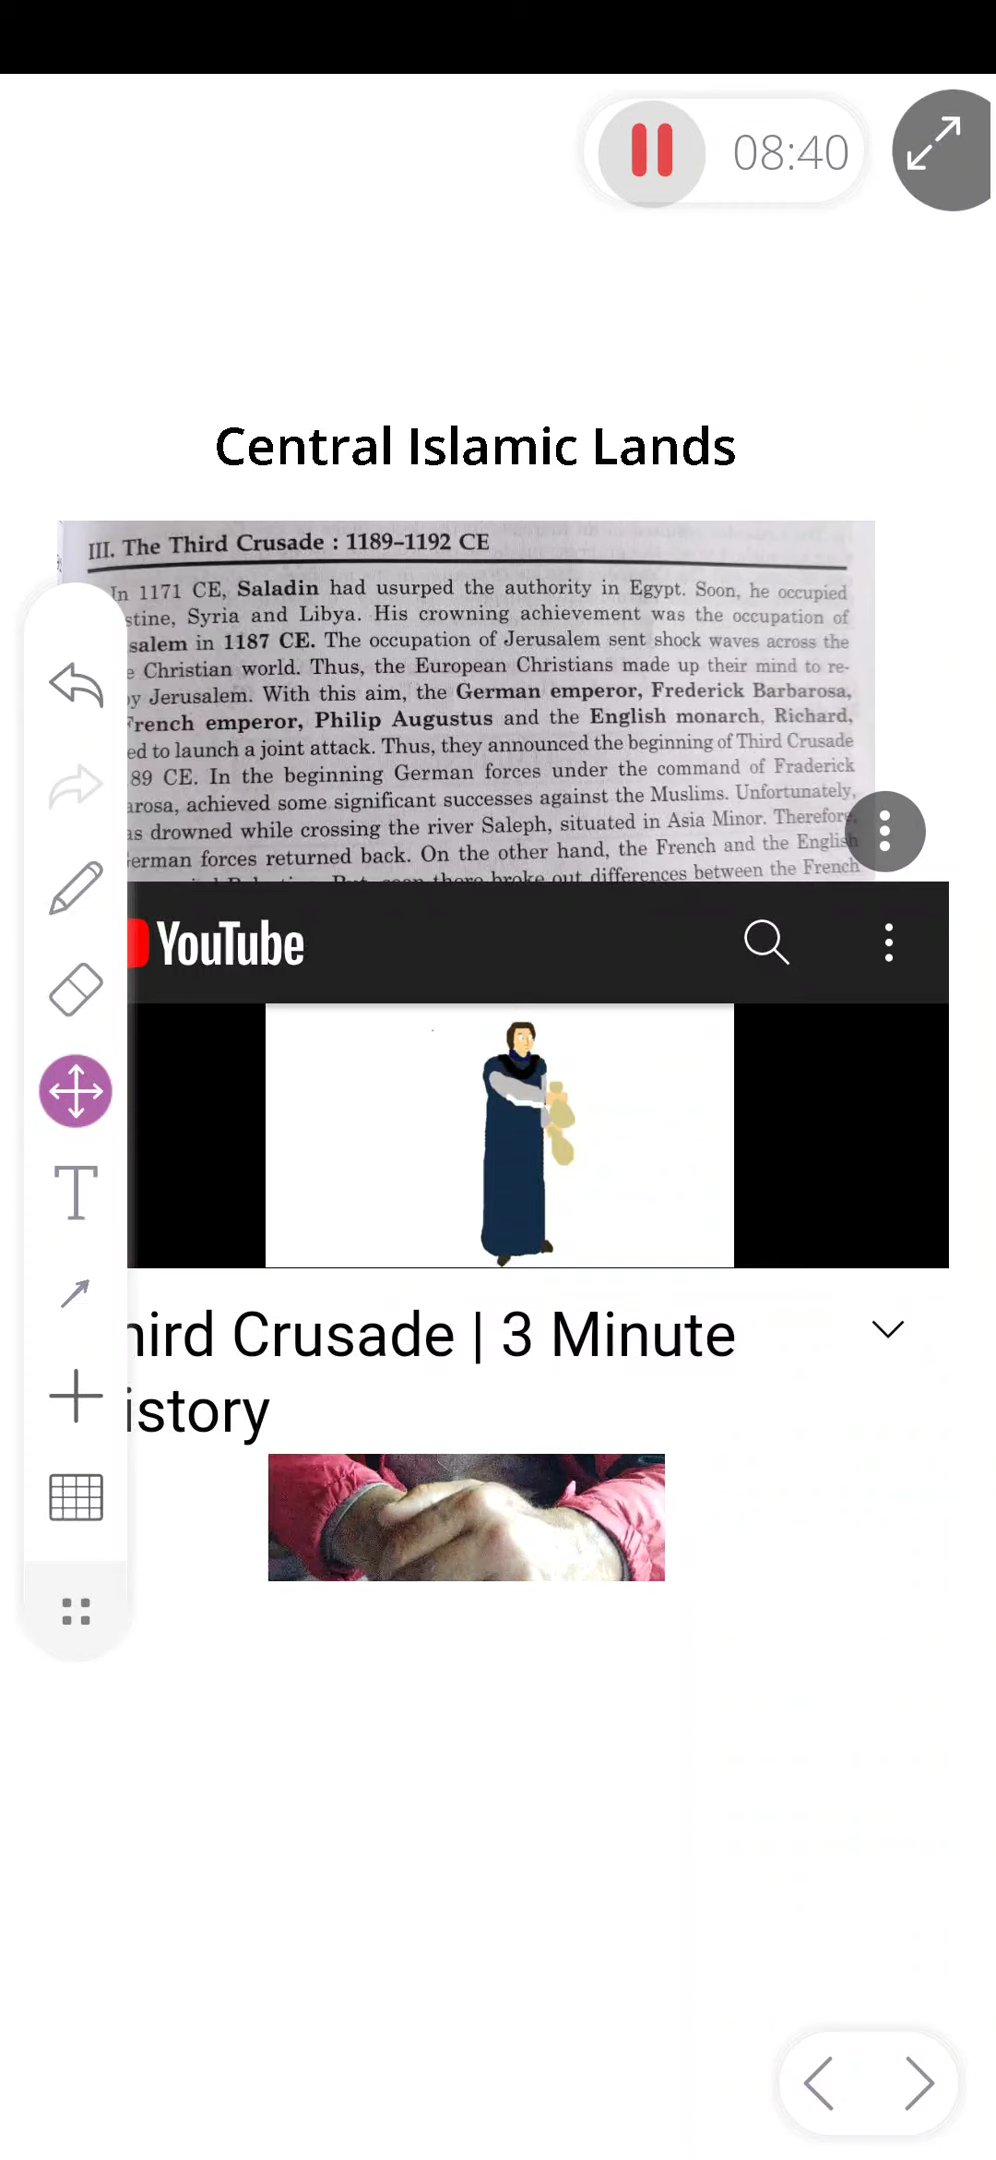 08:40
Central Islamic Lands
III. The Third Crusade : 1189–1192 CE
In 1171 CE, Saladin had usurped the authority in Egypt. Soon, he occupied
stine, Syria and Libya. His crowning achievement was the occupation of
salem in 1187 CE. The occupation of Jerusalem sent shock waves across the
e Christian world. Thus, the European Christians made up their mind to re-
y Jerusalem. With this aim, the German emperor, Frederick Barbarosa,
French emperor, Philip Augustus and the English monarch, Richard,
ed to launch a joint attack. Thus, they announced the beginning of Third Crusade
89 CE. In the beginning German forces under the command of Fraderick
arosa, achieved some significant successes against the Muslims. Unfortunately,
as drowned while crossing the river Saleph, situated in Asia Minor. Therefore,
erman forces returned back. On the other hand, the French and the English
there broke out differences between the French
YouTube
T
hird Crusade | 3 Minute
istory